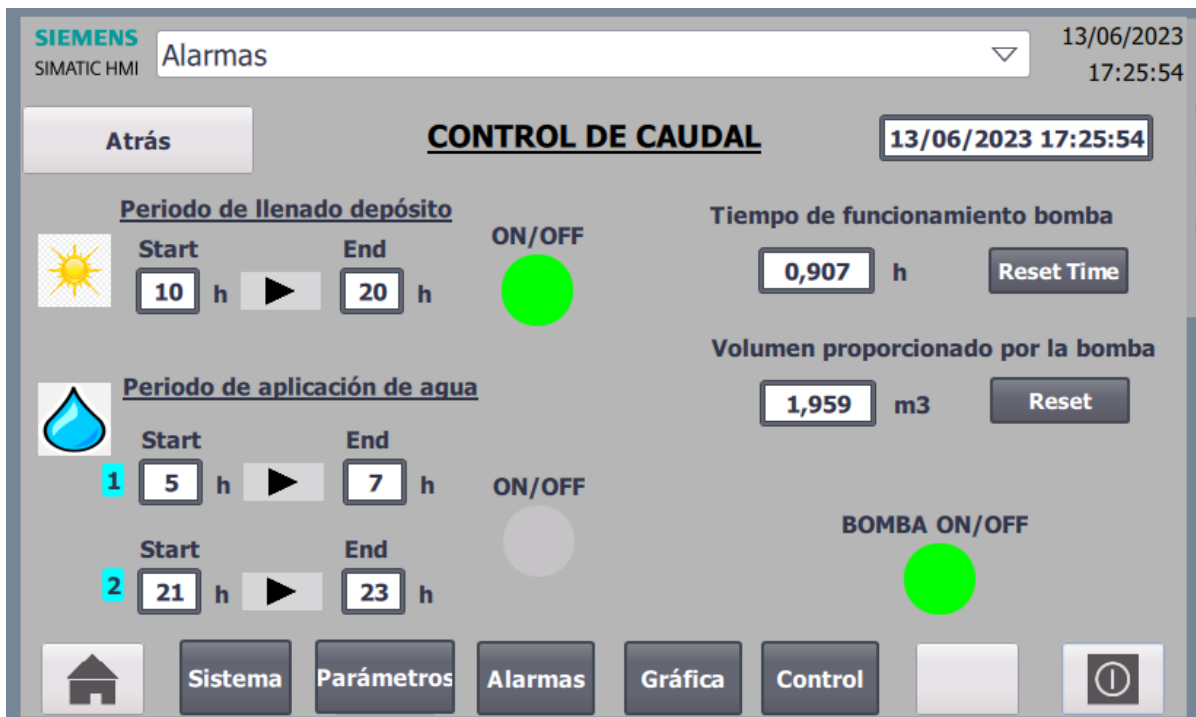 SIEMENS
SIMATIC HMI
Alarmas
13/06/2023
17:25:54
Atrás
CONTROL DE CAUDAL
13/06/2023 17:25:54
Periodo de llenado depósito
Start End
10 h 20 h
ON/OFF
Tiempo de funcionamiento bomba
0,907 h Reset Time
Volumen proporcionado por la bomba
1,959 m3 Reset
Periodo de aplicación de agua
Start End
1 5 h 7 h
ON/OFF
Start End
2 21 h 23 h
BOMBA ON/OFF
Sistema Parámetros Alarmas Gráfica Control